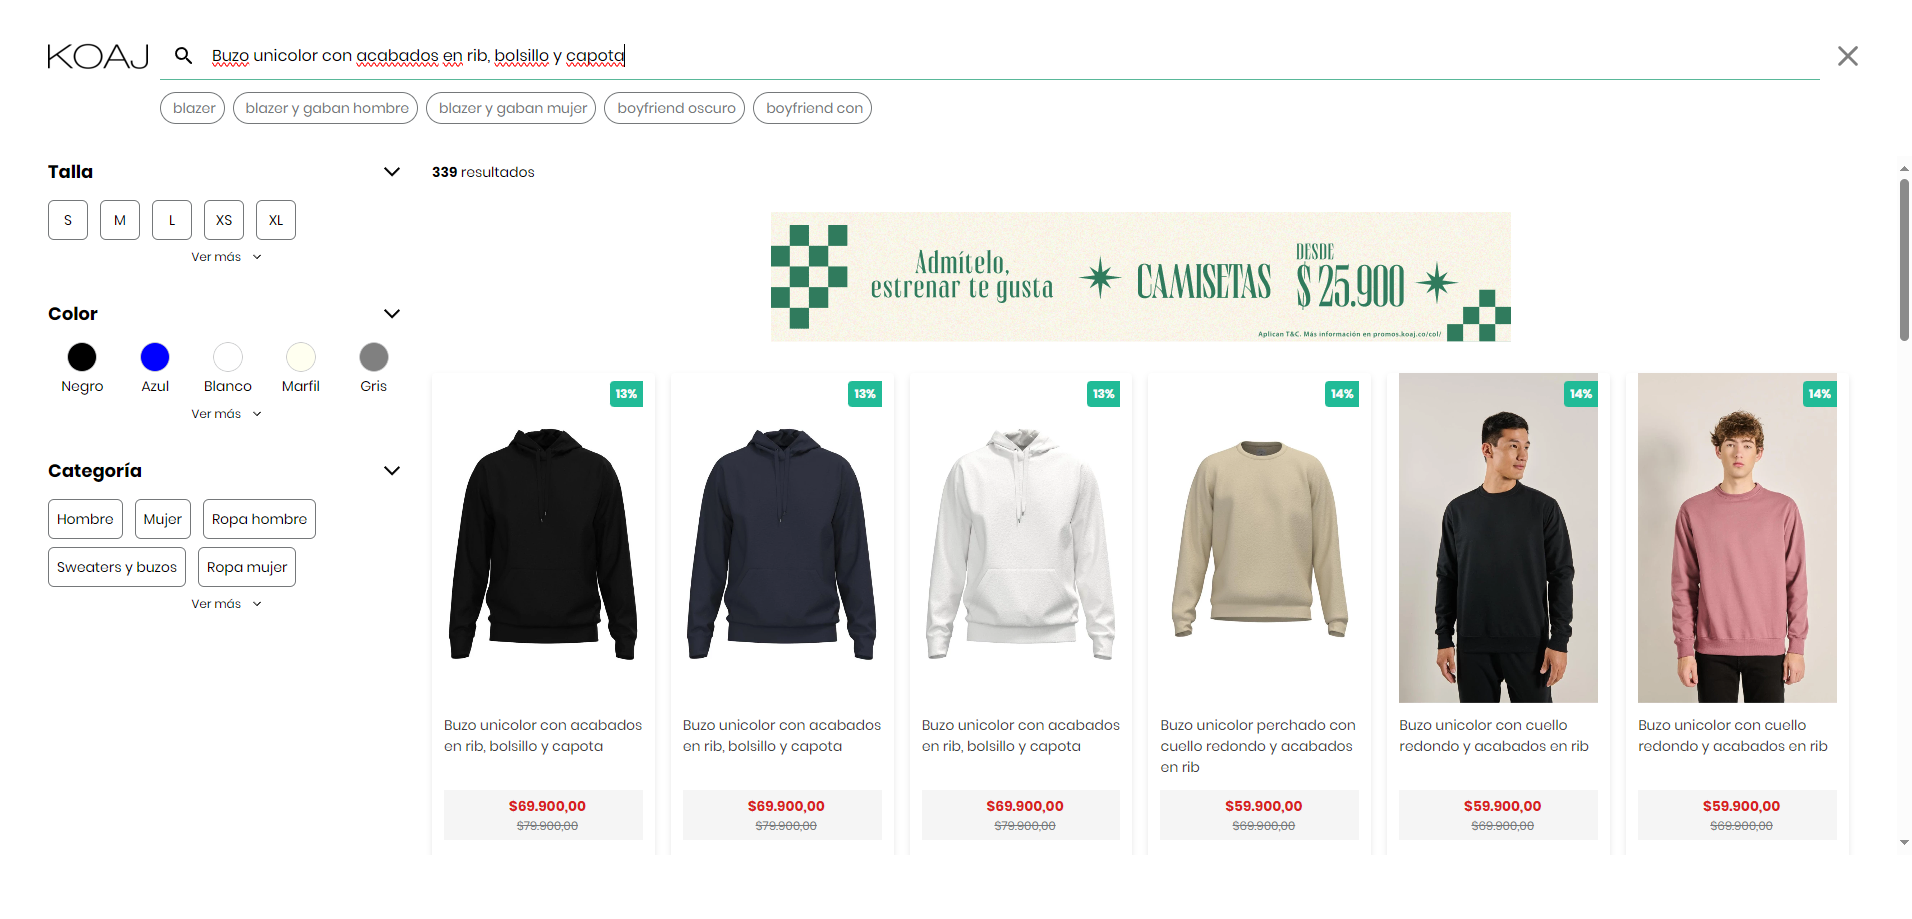 KOAJ
Buzo unicolor con acabados en rib, bolsillo y capota
blazer
blazer y gaban hombre
blazer y gaban mujer
boyfriend oscuro
boyfriend con
Talla
S
M
L
XS
XL
Ver más
Color
Negro
Azul
Blanco
Marfil
Gris
Ver más
Categoría
Hombre
Mujer
Ropa hombre
Sweaters y buzos
Ropa mujer
Ver más
339 resultados
Admítelo,
estrenar te gusta
CAMISETAS
DESDE
$ 25.900
Aplican T&C. Más información en promos.koaj.co/col/
13%
Buzo unicolor con acabados
en rib, bolsillo y capota
$69.900,00
$79.900,00
13%
Buzo unicolor con acabados
en rib, bolsillo y capota
$69.900,00
$79.900,00
13%
Buzo unicolor con acabados
en rib, bolsillo y capota
$69.900,00
$79.900,00
14%
Buzo unicolor perchado con
cuello redondo y acabados
en rib
$59.900,00
$69.900,00
14%
Buzo unicolor con cuello
redondo y acabados en rib
$59.900,00
$69.900,00
14%
Buzo unicolor con cuello
redondo y acabados en rib
$59.900,00
$69.900,00